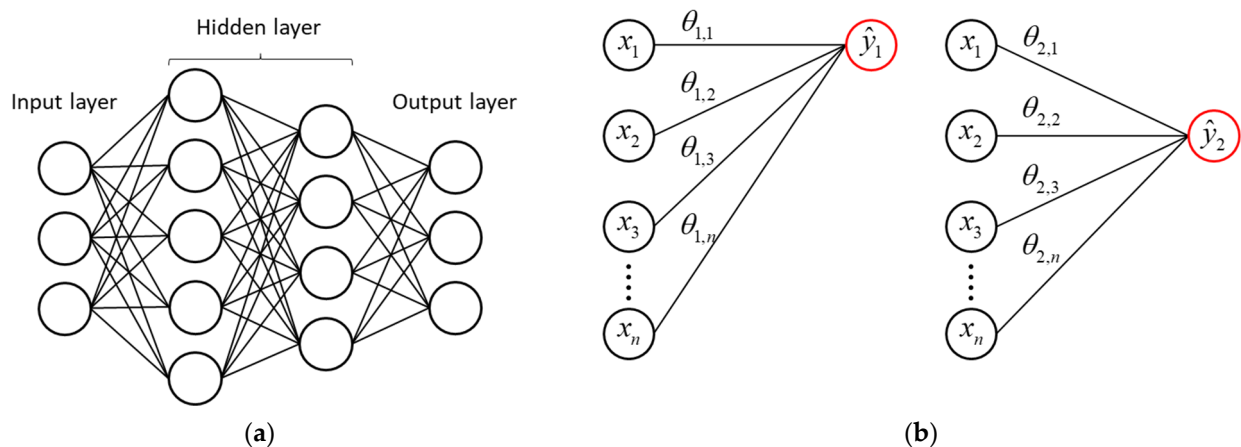 Hidden layer
Input layer
Output layer
(a)
x₁ θ₁,₁ ŷ₁
x₂ θ₁,₂
x₃ θ₁,₃
xₙ θ₁,ₙ
x₁ θ₂,₁
x₂ θ₂,₂ ŷ₂
x₃ θ₂,₃
xₙ θ₂,ₙ
(b)